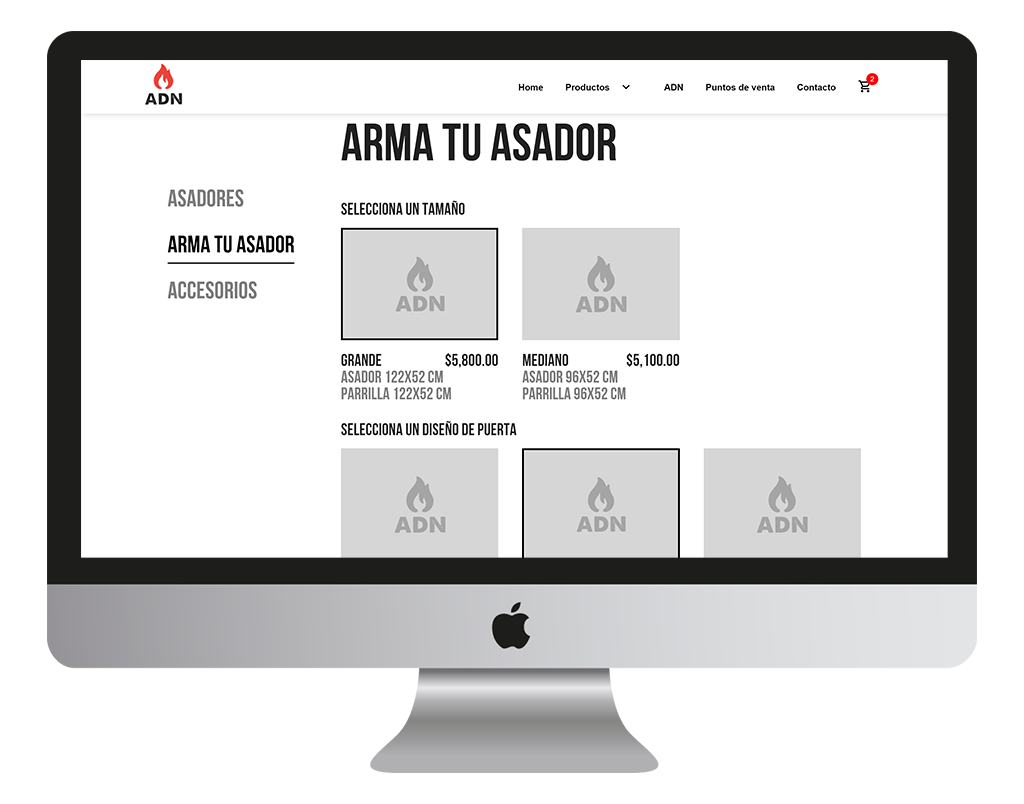 ADN
Home Productos ADN Puntos de venta Contacto 2
ARMA TU ASADOR
ASADORES
ARMA TU ASADOR
ACCESORIOS
SELECCIONA UN TAMAÑO
ADN ADN
GRANDE $5,800.00 MEDIANO $5,100.00
ASADOR 122X52 CM ASADOR 96X52 CM
PARRILLA 122X52 CM PARRILLA 96X52 CM
SELECCIONA UN DISEÑO DE PUERTA
ADN ADN ADN